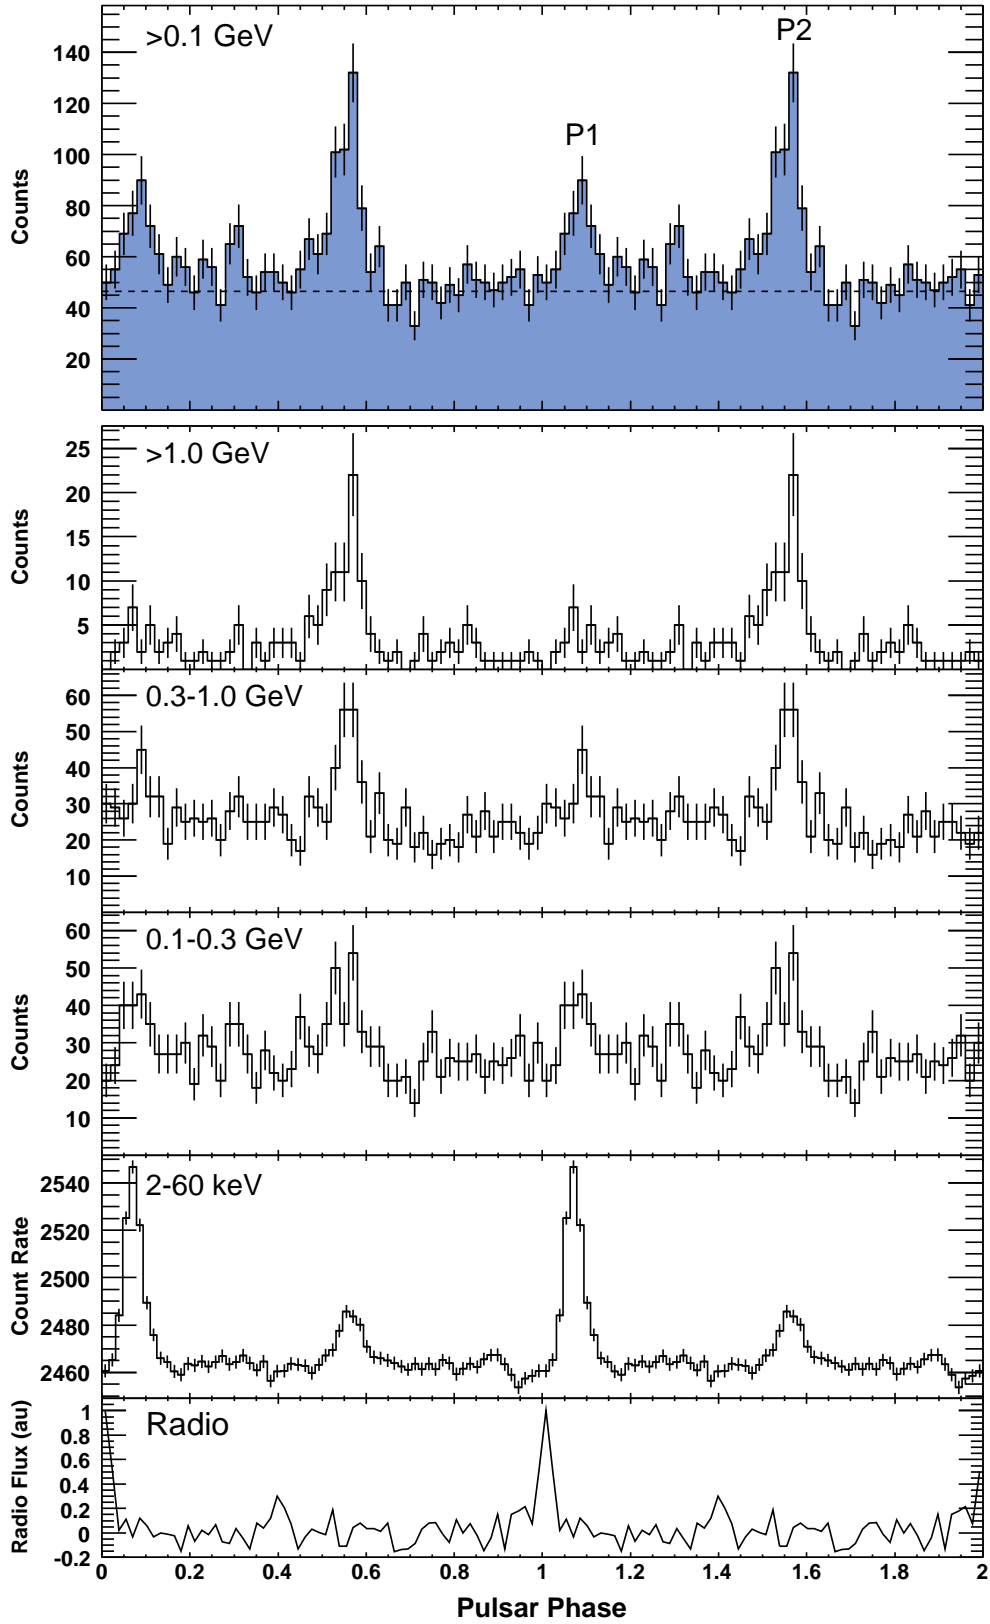 >0.1 GeV
P1
P2
Counts
140
120
100
80
60
40
20
>1.0 GeV
Counts
25
20
15
10
5
0.3-1.0 GeV
Counts
60
50
40
30
20
10
0.1-0.3 GeV
Counts
60
50
40
30
20
10
2-60 keV
Count Rate
2540
2520
2500
2480
2460
Radio
Radio Flux (au)
1
0.8
0.6
0.4
0.2
0
-0.2
0 0.2 0.4 0.6 0.8 1 1.2 1.4 1.6 1.8 2
Pulsar Phase